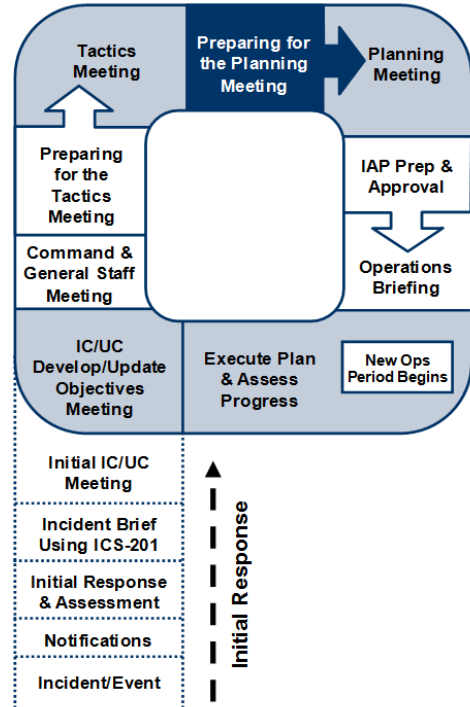 Tactics
Meeting
Preparing for
the Planning
Meeting
Planning
Meeting
Preparing
for the
Tactics
Meeting
IAP Prep &
Approval
Command &
General Staff
Meeting
Operations
Briefing
IC/UC
Develop/Update
Objectives
Meeting
Execute Plan
& Assess
Progress
New Ops
Period Begins
Initial IC/UC
Meeting
Incident Brief
Using ICS-201
Initial Response
& Assessment
Notifications
Incident/Event
Initial Response